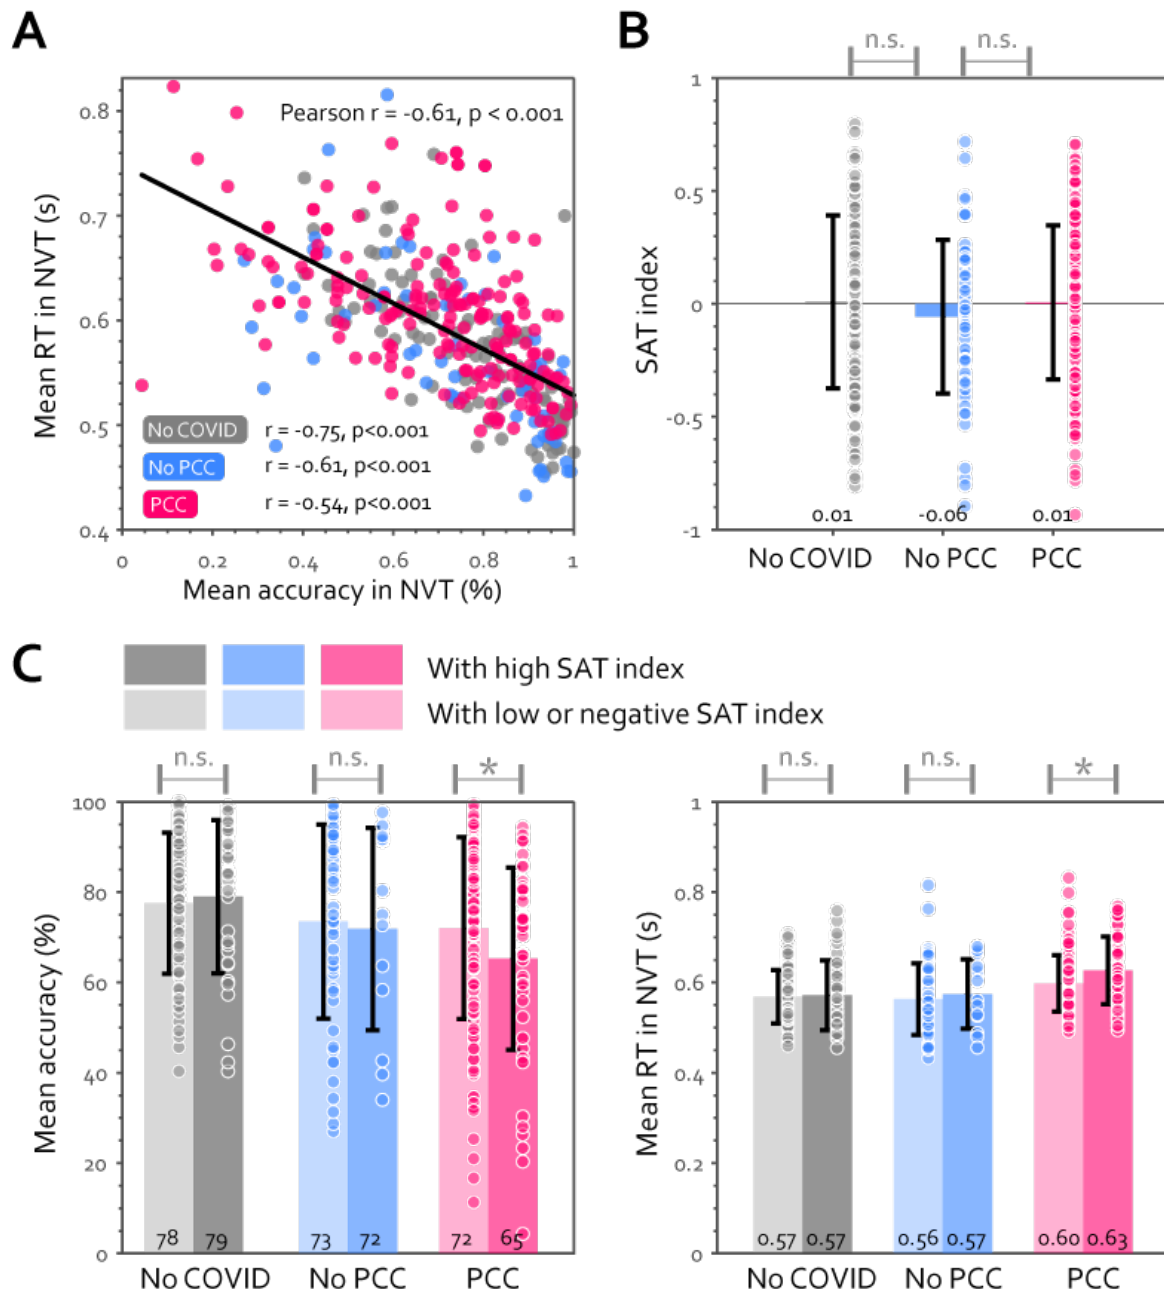 A
Pearson r = -0.61, p < 0.001
0.8
0.7
0.6
0.5
0.4
Mean RT in NVT (s)
No COVID r = -0.75, p<0.001
No PCC r = -0.61, p<0.001
PCC r = -0.54, p<0.001
0 0.2 0.4 0.6 0.8 1
Mean accuracy in NVT (%)
B
n.s. n.s.
1
0.5
0
-0.5
-1
SAT index
0.01 -0.06 0.01
No COVID No PCC PCC
C
With high SAT index
With low or negative SAT index
n.s. n.s. *
100
80
60
40
20
0
Mean accuracy (%)
78 79 73 72 72 65
No COVID No PCC PCC
n.s. n.s. *
1
0.8
0.6
0.4
0.2
0
Mean RT in NVT (s)
0.57 0.57 0.56 0.57 0.60 0.63
No COVID No PCC PCC